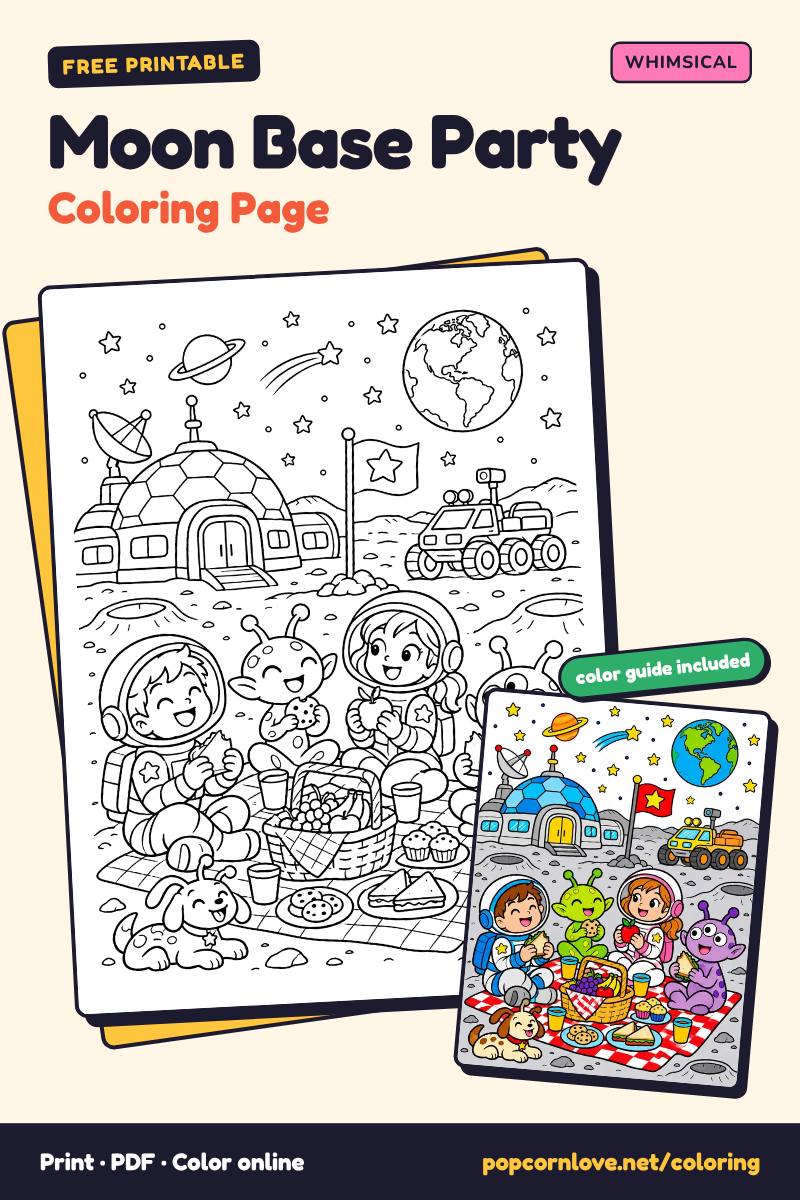 FREE PRINTABLE
WHIMSICAL
Moon Base Party
Coloring Page
color guide included
Print · PDF · Color online
popcornlove.net/coloring